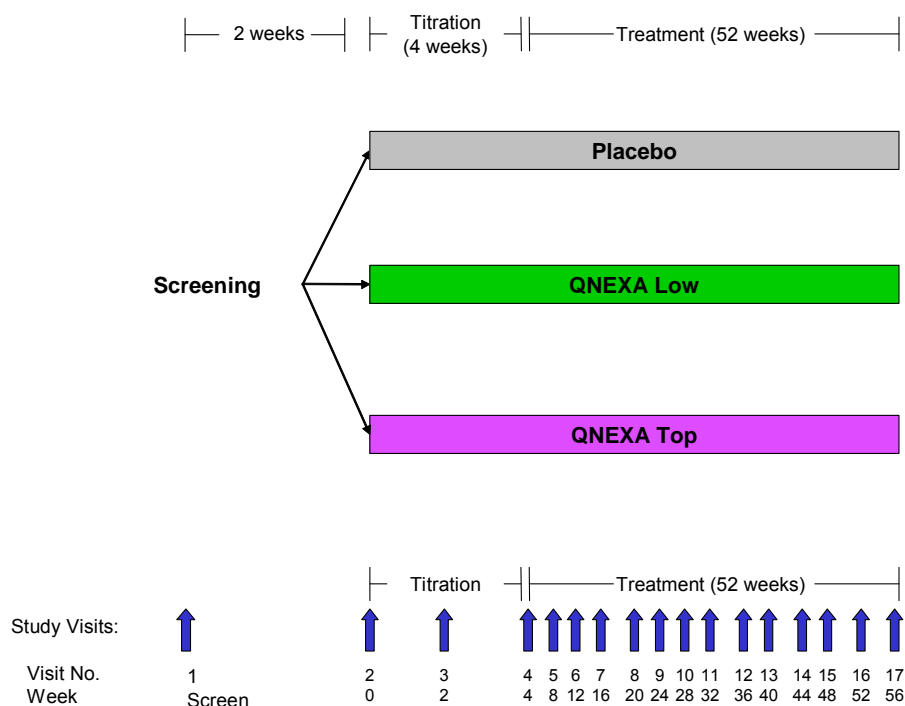 2 weeks
Titration
(4 weeks)
Treatment (52 weeks)
Placebo
Screening
QNEXA Low
QNEXA Top
Titration
Treatment (52 weeks)
Study Visits:
Visit No. 1 2 3 4 5 6 7 8 9 10 11 12 13 14 15 16 17
Week Screen 0 2 4 8 12 16 20 24 28 32 36 40 44 48 52 56